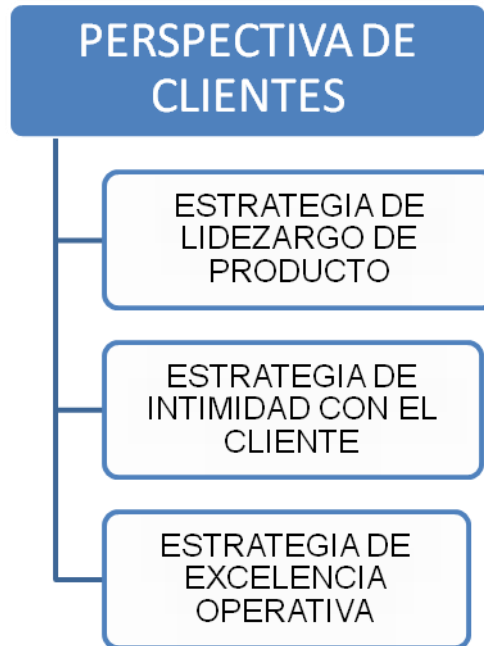 PERSPECTIVA DE
CLIENTES
ESTRATEGIA DE
LIDEZARGO DE
PRODUCTO
ESTRATEGIA DE
INTIMIDAD CON EL
CLIENTE
ESTRATEGIA DE
EXCELENCIA
OPERATIVA